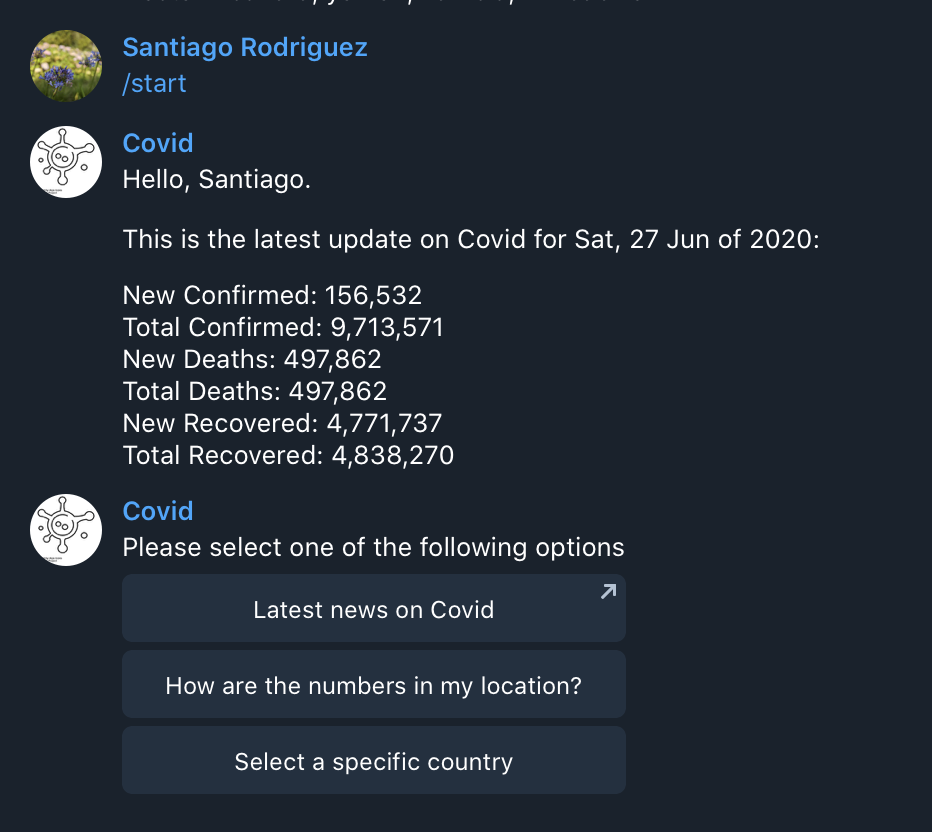 Santiago Rodriguez
/start
Covid
Hello, Santiago.
This is the latest update on Covid for Sat, 27 Jun of 2020:
New Confirmed: 156,532
Total Confirmed: 9,713,571
New Deaths: 497,862
Total Deaths: 497,862
New Recovered: 4,771,737
Total Recovered: 4,838,270
Covid
Please select one of the following options
Latest news on Covid
How are the numbers in my location?
Select a specific country